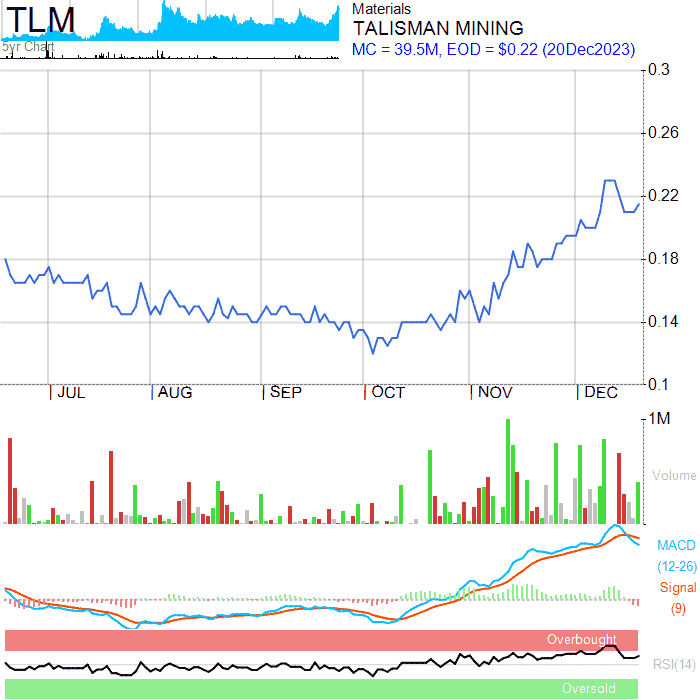 TLM
5yr Chart
Materials
TALISMAN MINING
MC = 39.5M, EOD = $0.22 (20Dec2023)
0.3
0.26
0.22
0.18
0.14
0.1
JUL AUG SEP OCT NOV DEC
1M
Volume
MACD
(12-26)
Signal
(9)
Overbought
RSI(14)
Oversold